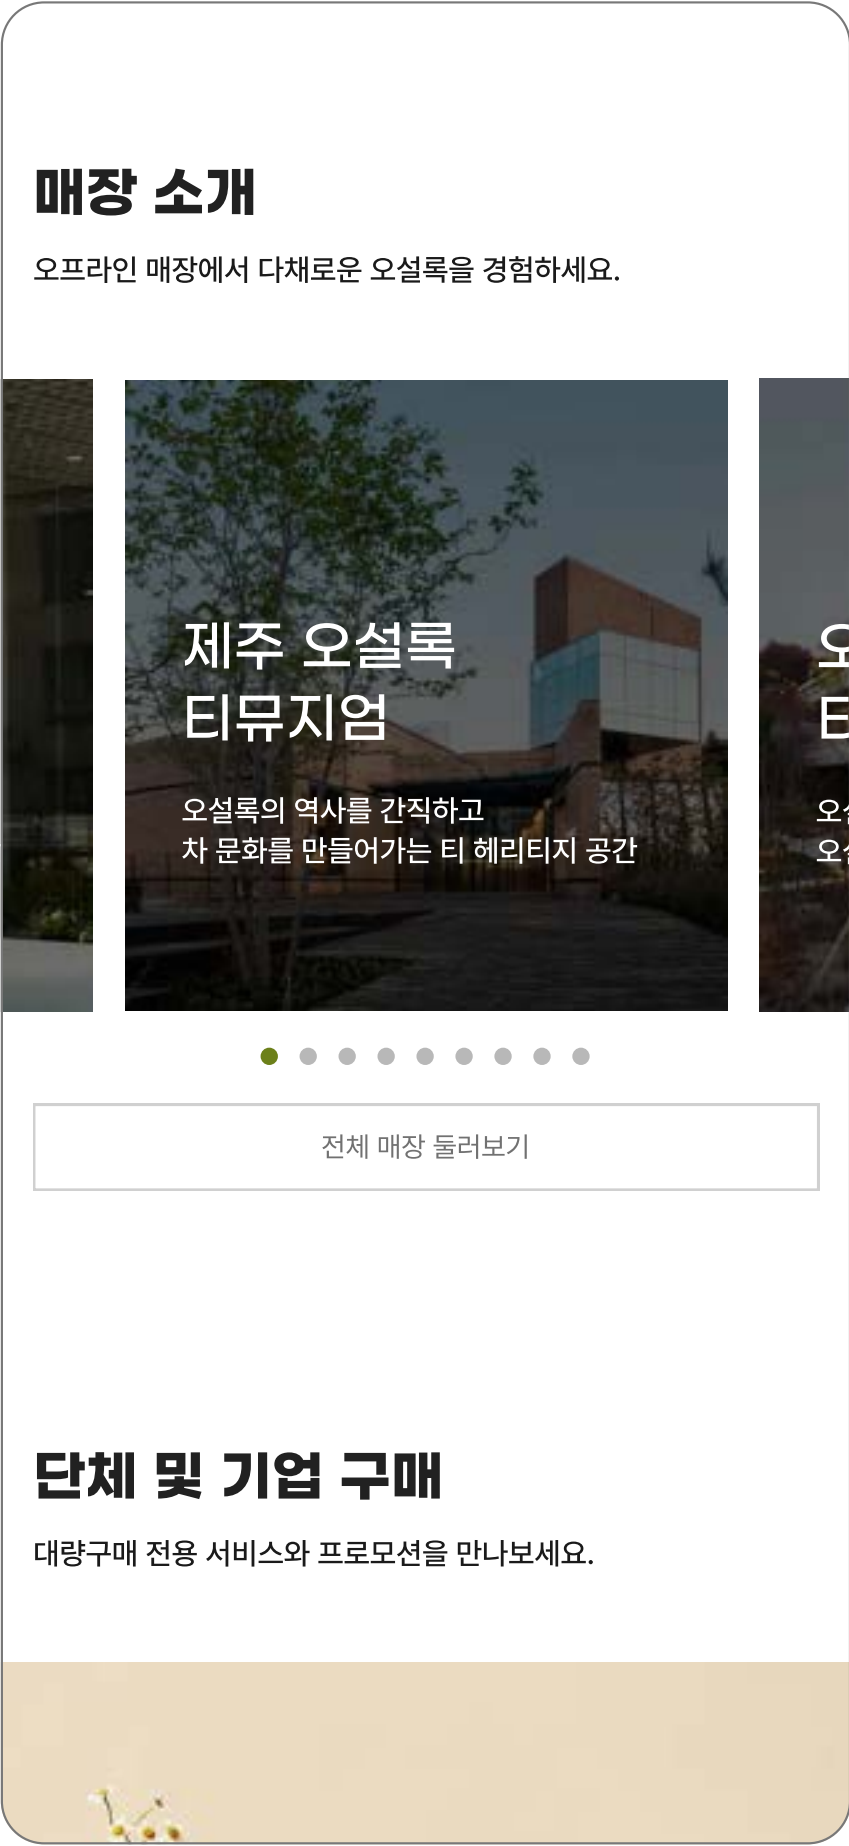 매장 소개
오프라인 매장에서 다채로운 오설록을 경험하세요.
제주 오설록
티뮤지엄
오설록의 역사를 간직하고
차 문화를 만들어가는 티 헤리티지 공간
전체 매장 둘러보기
단체 및 기업 구매
대량구매 전용 서비스와 프로모션을 만나보세요.